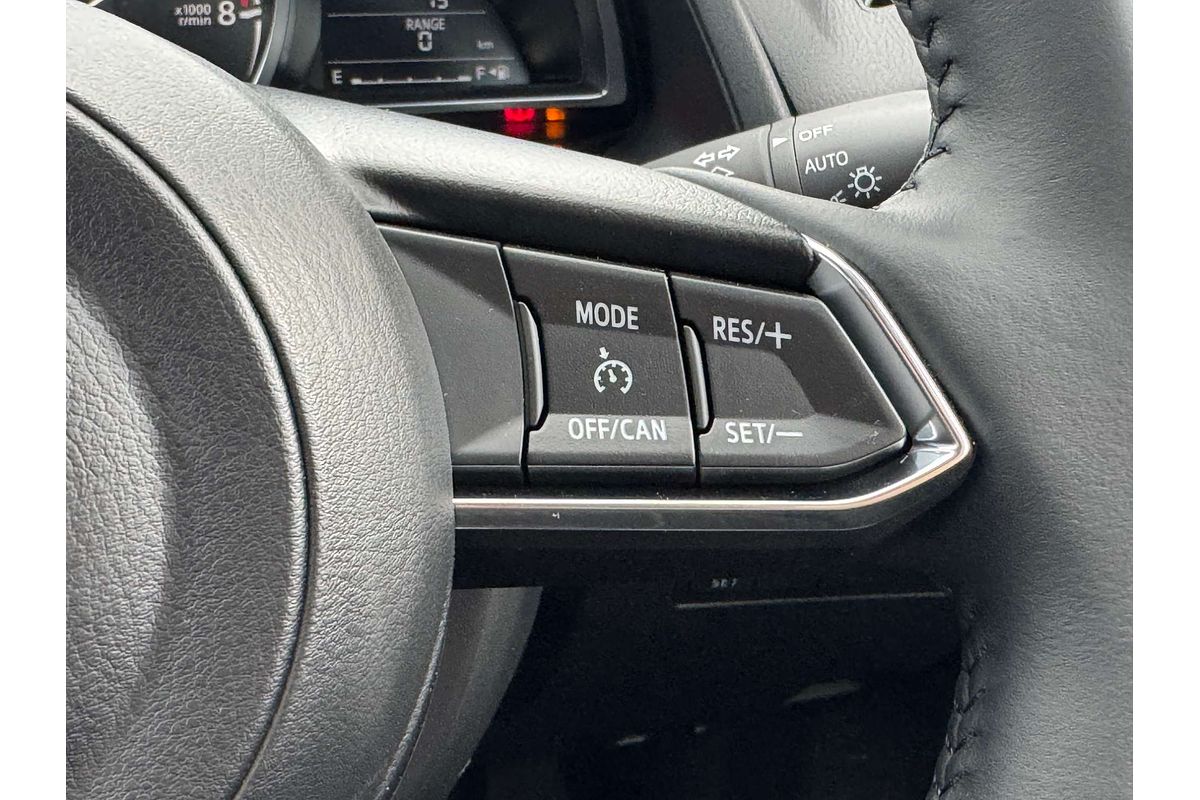 x1000
r/min 8
RANGE
0
km
E F
OFF
AUTO
MODE
OFF/CAN
RES/+
SET/−